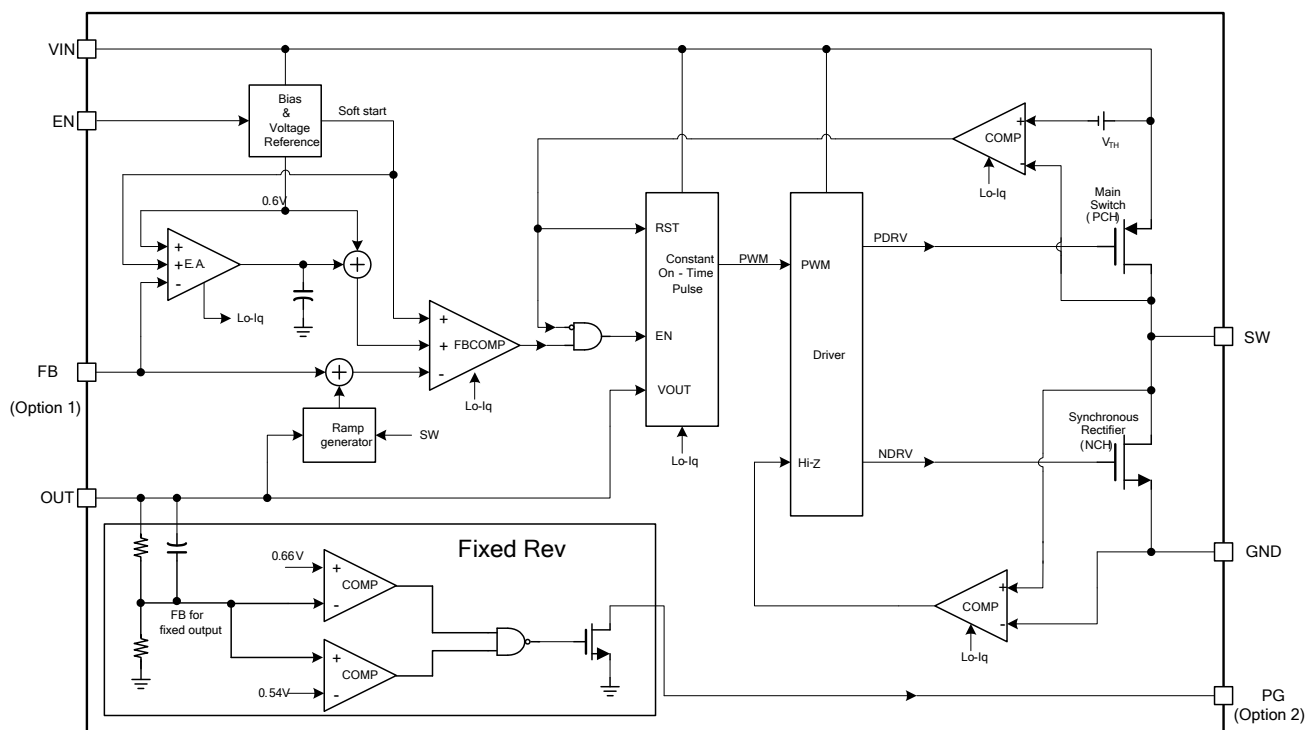 VIN
EN
Bias
&
Voltage
Reference
Soft start
0.6V
+
+
-
E.A.
Lo-Iq
+
+
+
-
FBCOMP
Lo-Iq
FB
(Option 1)
+
Ramp
generator
SW
OUT
RST
Constant
On - Time
Pulse
EN
VOUT
Lo-Iq
PWM
PWM
Driver
Hi-Z
PDRV
NDRV
COMP
+
-
Lo-Iq
VTH
Main
Switch
( PCH)
SW
Synchronous
Rectifier
(NCH)
GND
COMP
+
-
Lo-Iq
Fixed Rev
0.66V
+
-
COMP
FB for
fixed output
+
-
COMP
0.54V
PG
(Option 2)